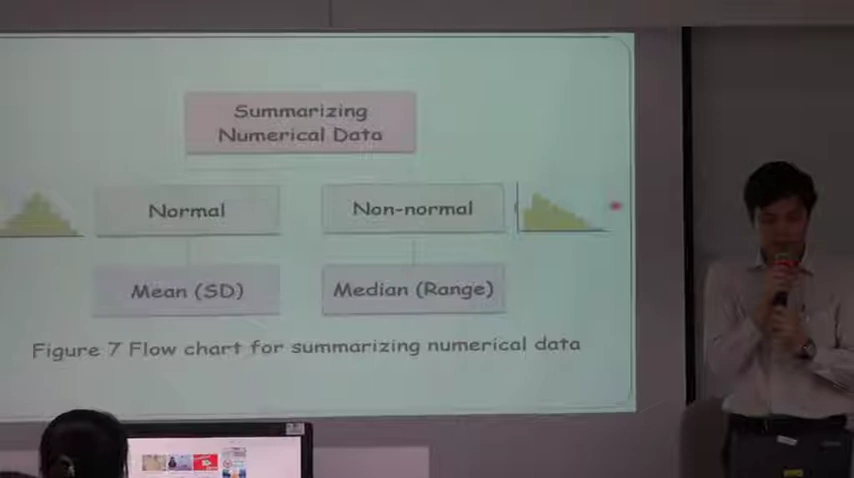 Summarizing
Numerical Data
Normal
Non-normal
Mean (SD)
Median (Range)
Figure 7 Flow chart for summarizing numerical data